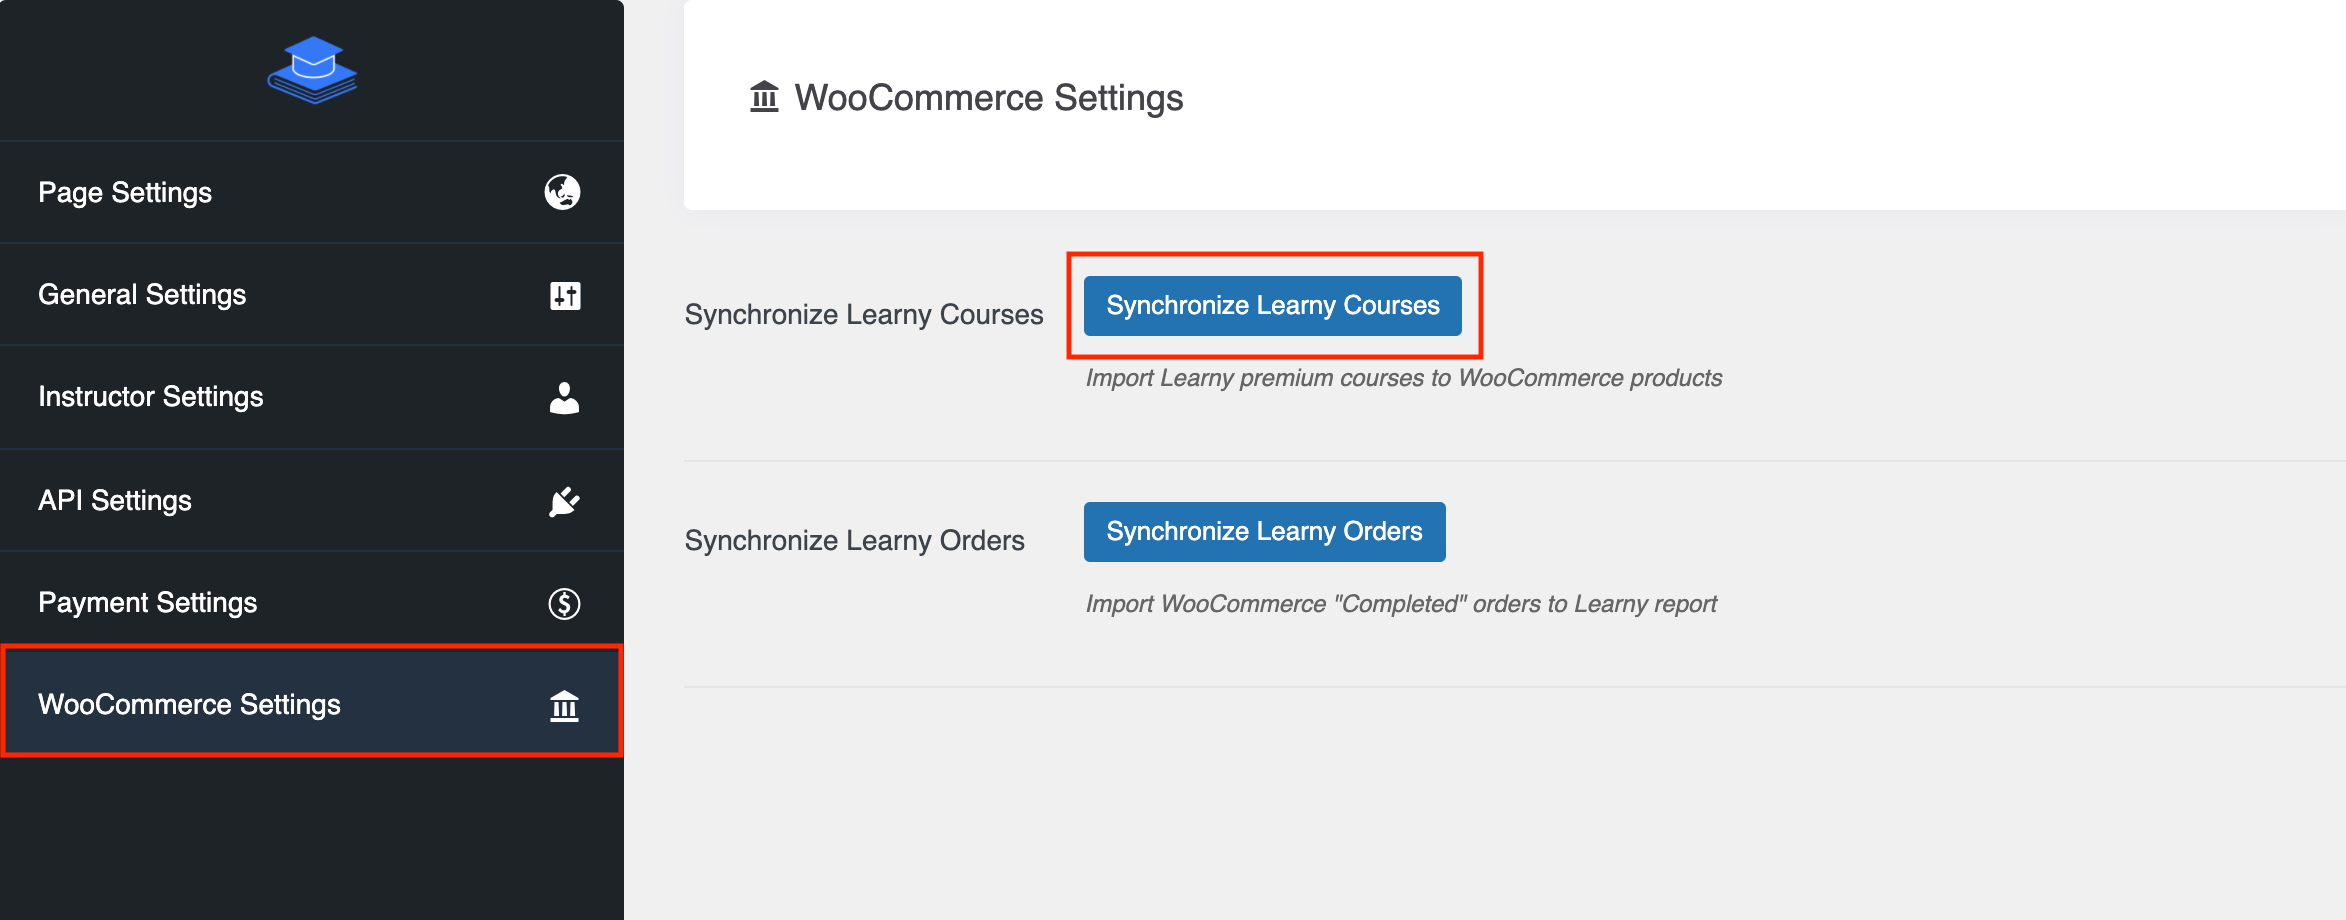 Page Settings
General Settings
Instructor Settings
API Settings
Payment Settings
WooCommerce Settings
WooCommerce Settings
Synchronize Learny Courses
Synchronize Learny Courses
Import Learny premium courses to WooCommerce products
Synchronize Learny Orders
Synchronize Learny Orders
Import WooCommerce "Completed" orders to Learny report